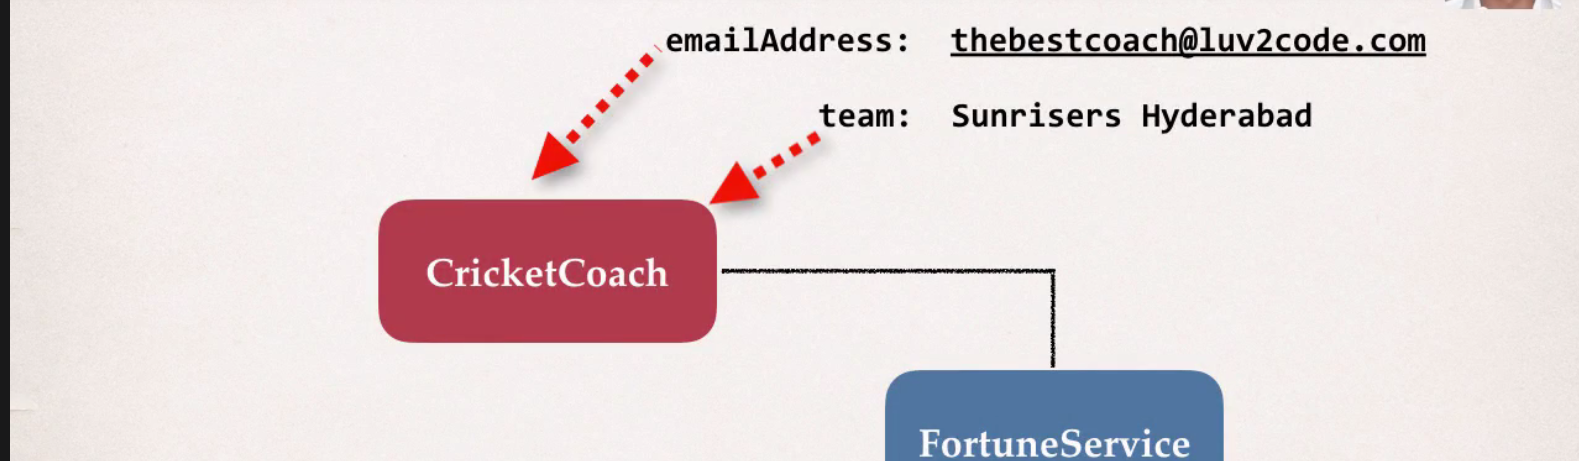 emailAddress: thebestcoach@luv2code.com
team: Sunrisers Hyderabad
CricketCoach
FortuneService